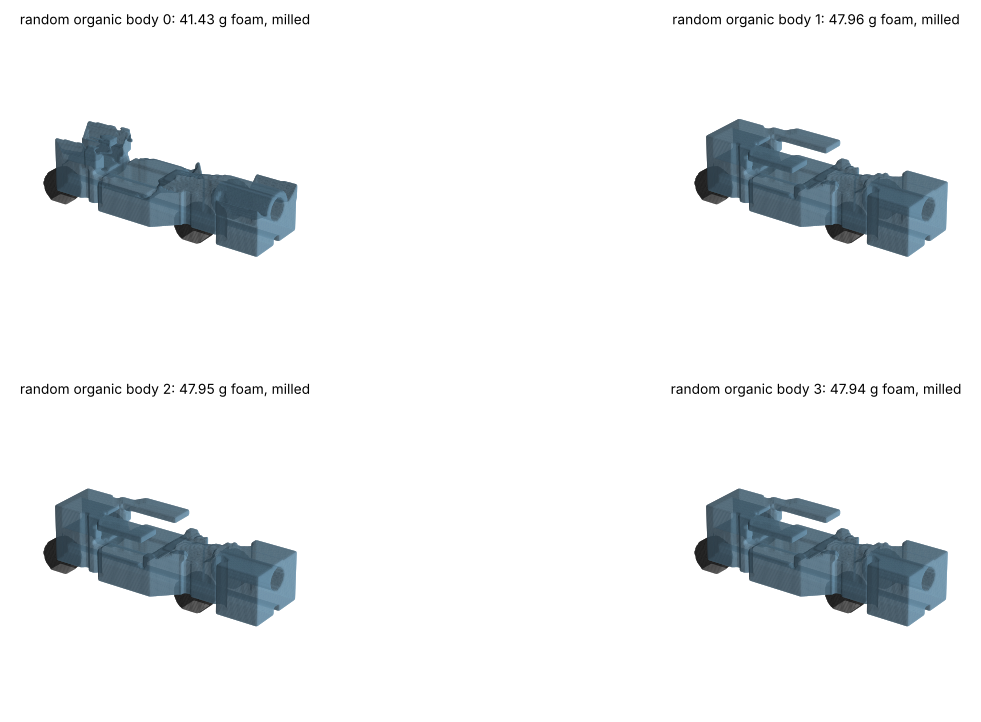 random organic body 0: 41.43 g foam, milled
random organic body 1: 47.96 g foam, milled
random organic body 2: 47.95 g foam, milled
random organic body 3: 47.94 g foam, milled